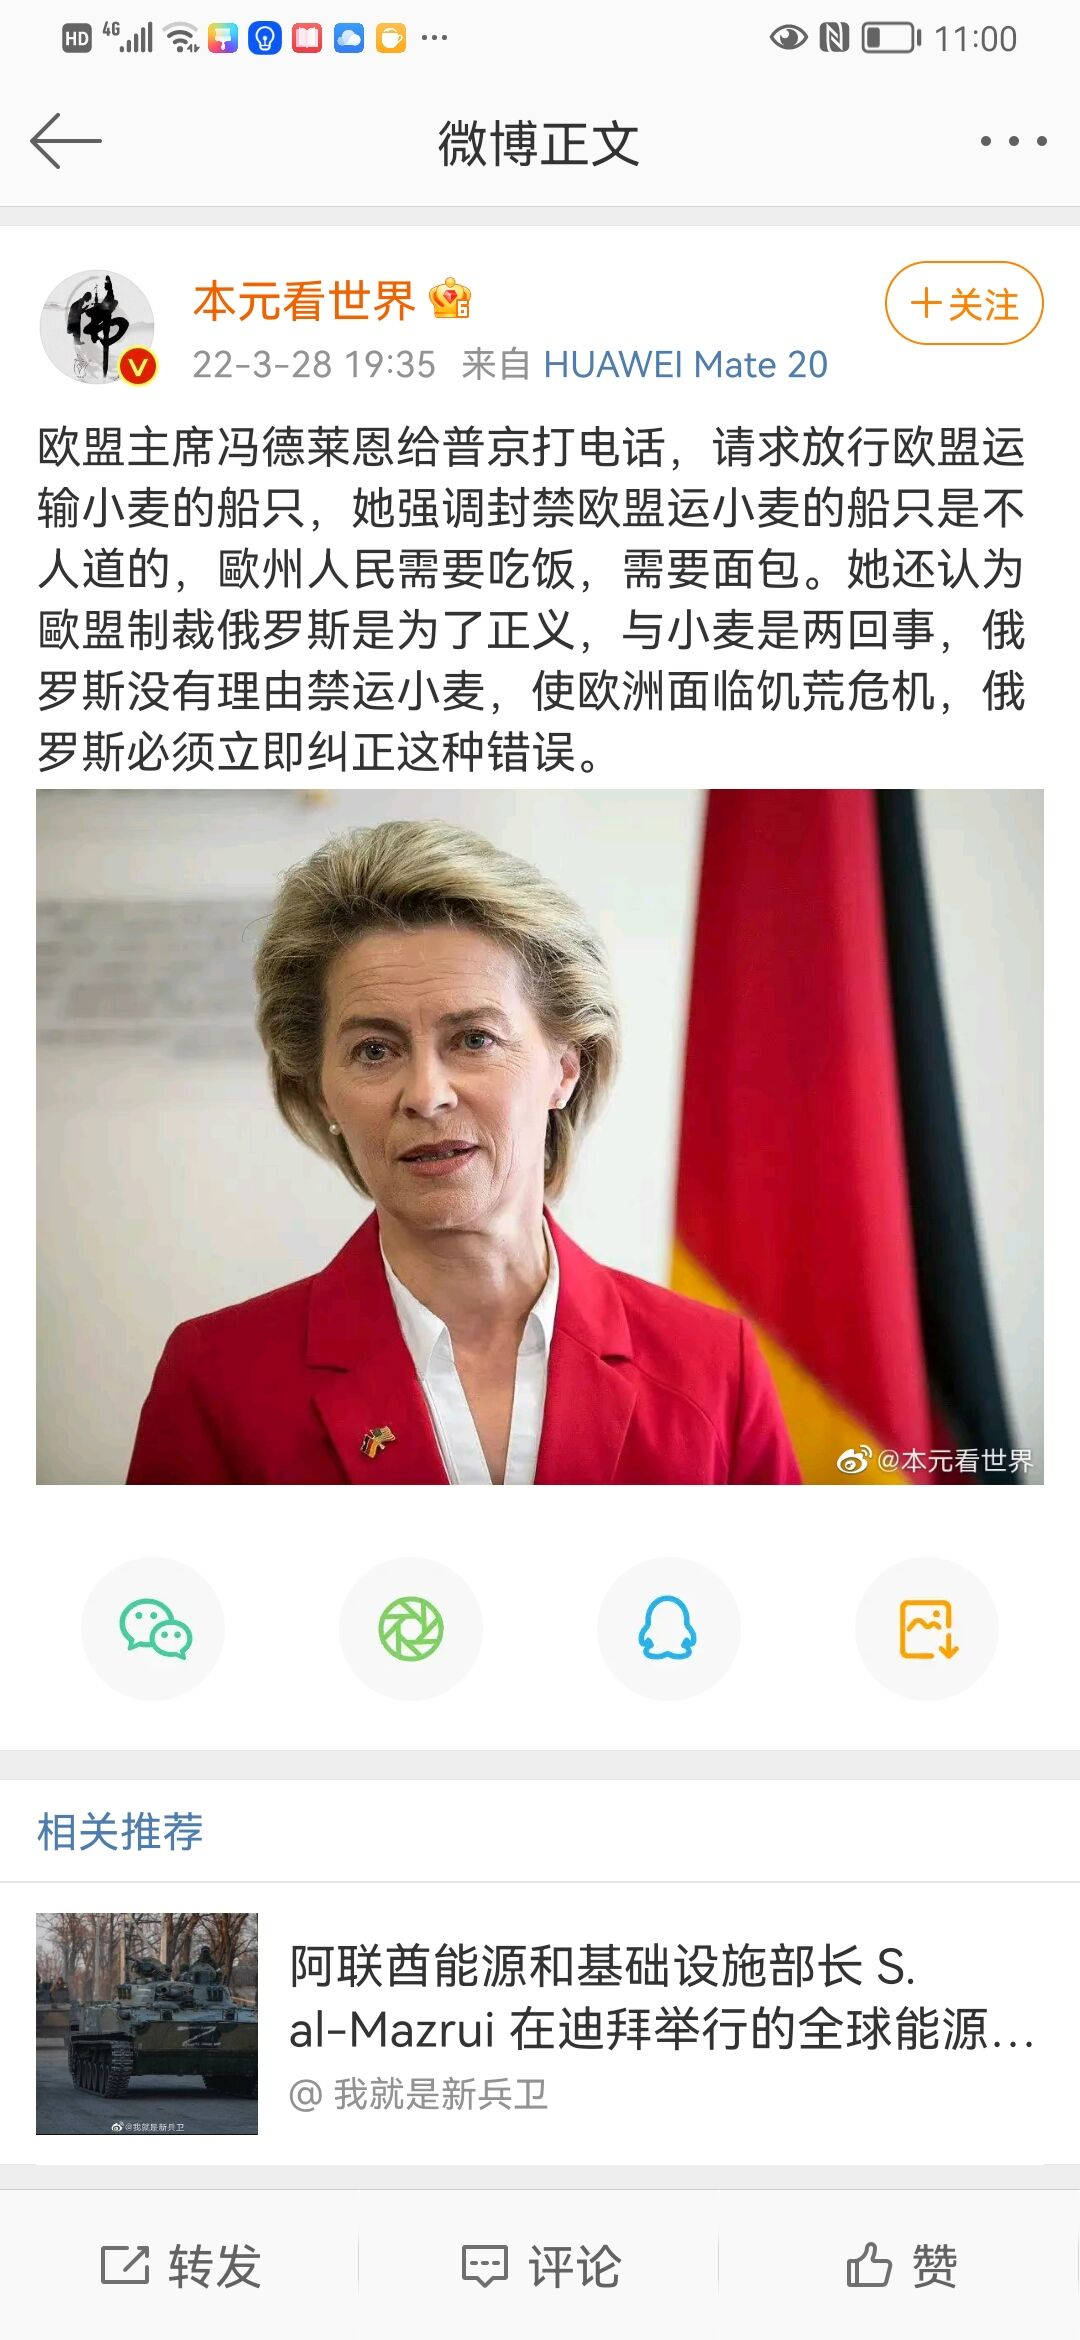 HD 4G 11:00
微博正文
佛
本元看世界 6
+关注
V
22-3-28 19:35 来自 HUAWEI Mate 20
欧盟主席冯德莱恩给普京打电话，请求放行欧盟运
输小麦的船只，她强调封禁欧盟运小麦的船只是不
人道的，歐州人民需要吃饭，需要面包。她还认为
歐盟制裁俄罗斯是为了正义，与小麦是两回事，俄
罗斯没有理由禁运小麦，使欧洲面临饥荒危机，俄
罗斯必须立即纠正这种错误。
@本元看世界
相关推荐
阿联酋能源和基础设施部长 S.
al-Mazrui 在迪拜举行的全球能源…
@ 我就是新兵卫
Z
@我就是新兵卫
转发 评论 赞